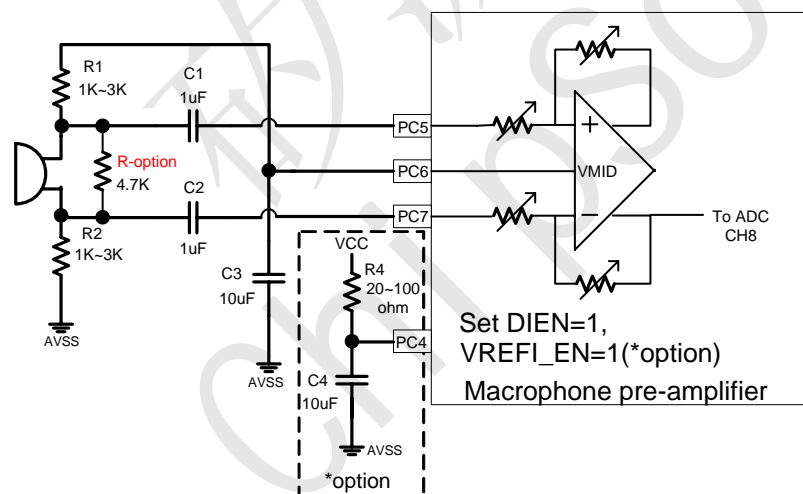 R1
1K~3K
C1
1uF
R-option
4.7K
C2
1uF
R2
1K~3K
AVSS
C3
10uF
AVSS
PC5
PC6
PC7
PC4
VCC
R4
20~100
ohm
C4
10uF
AVSS
*option
+
VMID
−
To ADC
CH8
Set DIEN=1,
VREFI_EN=1(*option)
Macrophone pre-amplifier